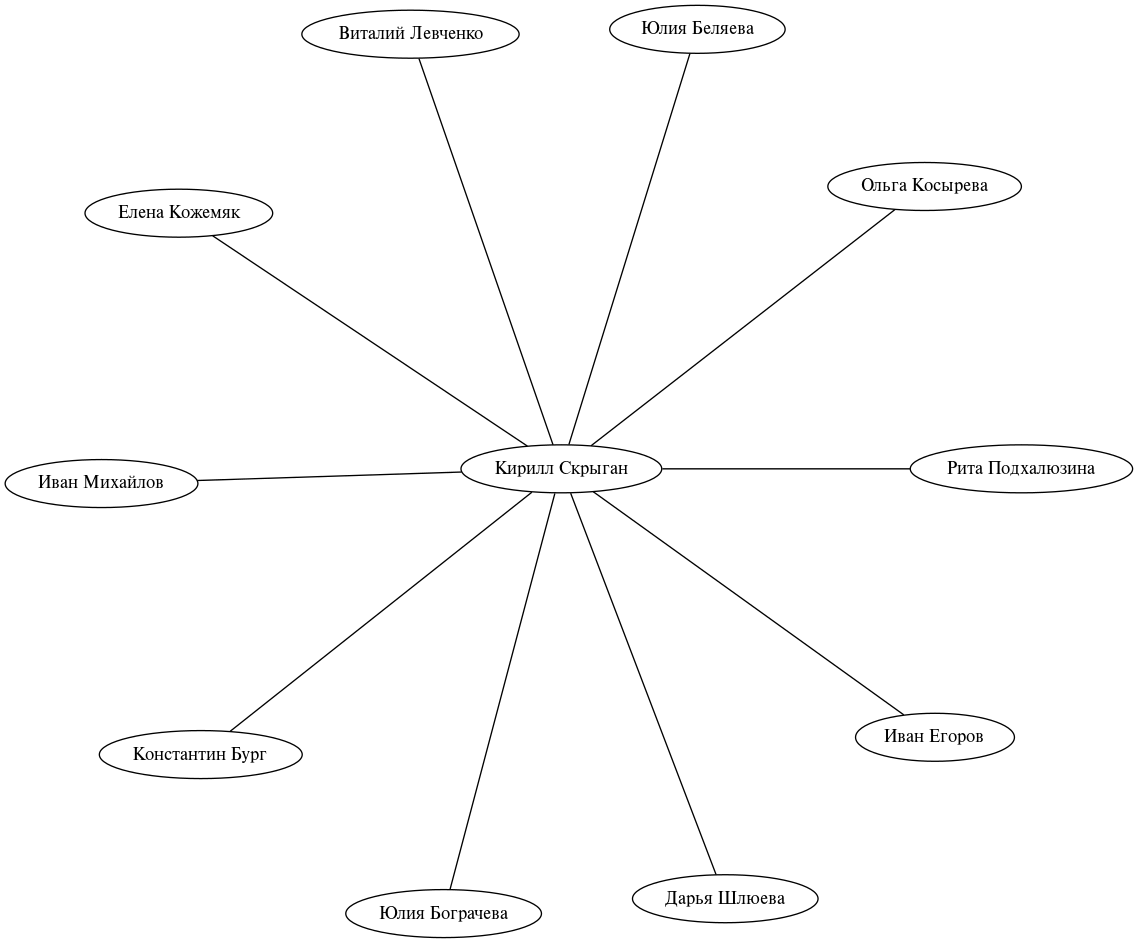 Виталий Левченко
Юлия Беляева
Ольга Косырева
Елена Кожемяк
Кирилл Скрыган
Рита Подхалюзина
Иван Михайлов
Иван Егоров
Константин Бург
Дарья Шлюева
Юлия Бограчева